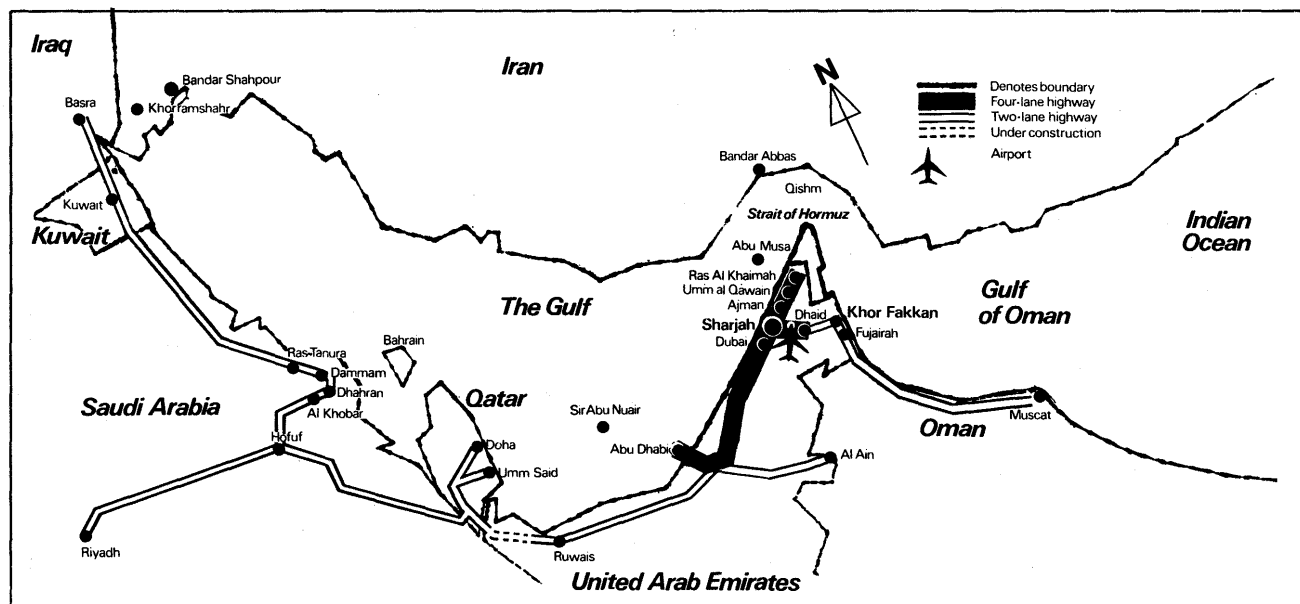 Iraq
Iran
N
Bandar Shahpour
Khorramshahr
Basra
Denotes boundary
Four-lane highway
Two-lane highway
Under construction
Airport
Bandar Abbas
Qishm
Strait of Hormuz
Indian
Ocean
Kuwait
Kuwait
Abu Musa
Ras Al Khaimah
Umm al Qawain
Ajman
Sharjah
Dubai
Dhaid
Khor Fakkan
Fujairah
Gulf
of Oman
The Gulf
Bahrain
Ras Tanura
Dammam
Dhahran
Al Khobar
Saudi Arabia
Qatar
Sir Abu Nuair
Muscat
Oman
Hofuf
Doha
Umm Said
Abu Dhabi
Al Ain
Riyadh
Ruwais
United Arab Emirates